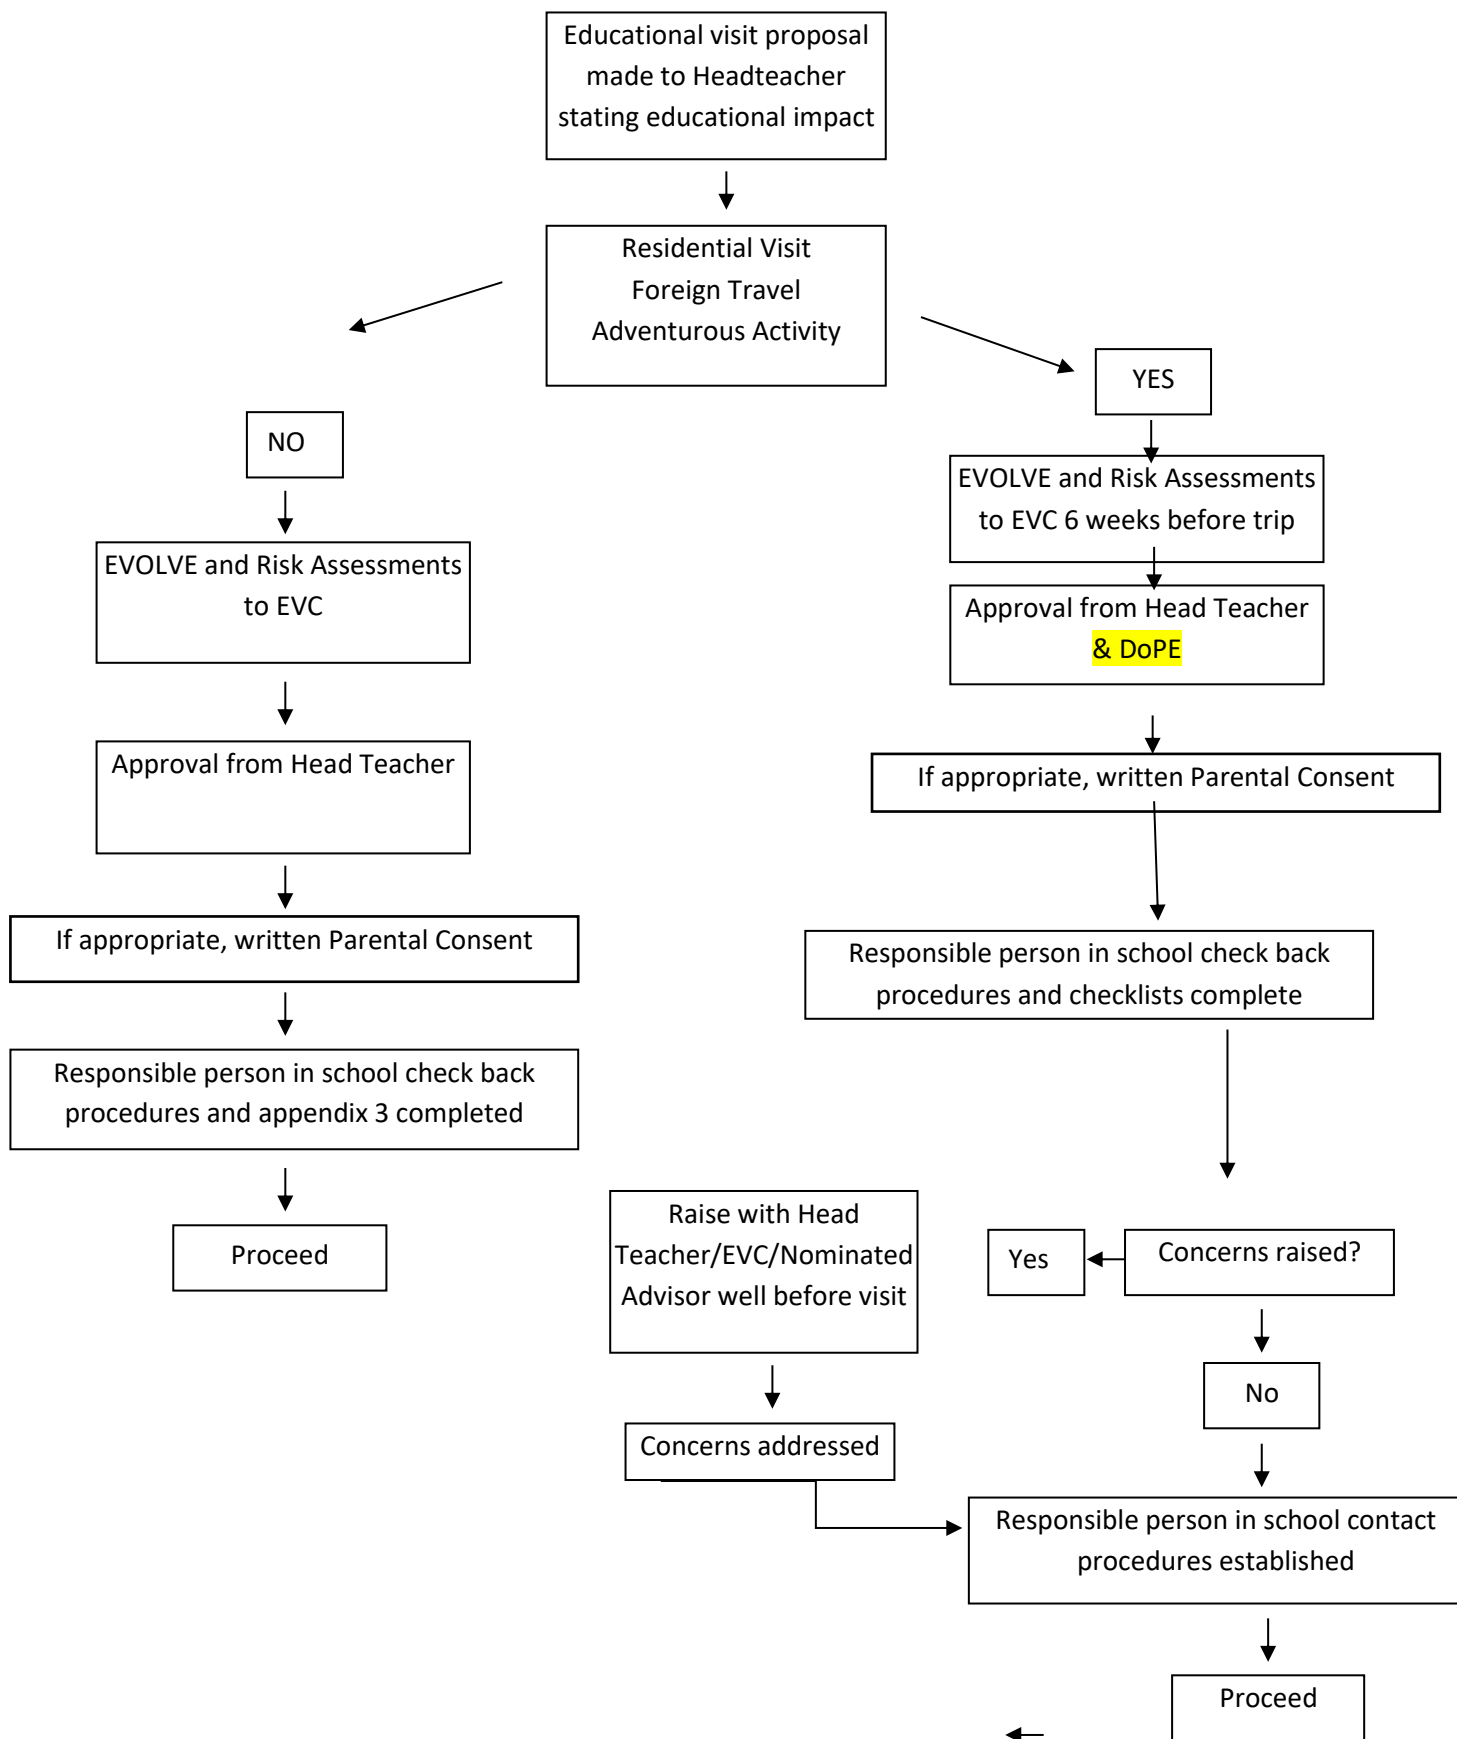 Educational visit proposal
made to Headteacher
stating educational impact
Residential Visit
Foreign Travel
Adventurous Activity
NO
EVOLVE and Risk Assessments
to EVC
Approval from Head Teacher
If appropriate, written Parental Consent
Responsible person in school check back
procedures and appendix 3 completed
Proceed
YES
EVOLVE and Risk Assessments
to EVC 6 weeks before trip
Approval from Head Teacher
& DoPE
If appropriate, written Parental Consent
Responsible person in school check back
procedures and checklists complete
Concerns raised?
Yes
Raise with Head
Teacher/EVC/Nominated
Advisor well before visit
Concerns addressed
No
Responsible person in school contact
procedures established
Proceed